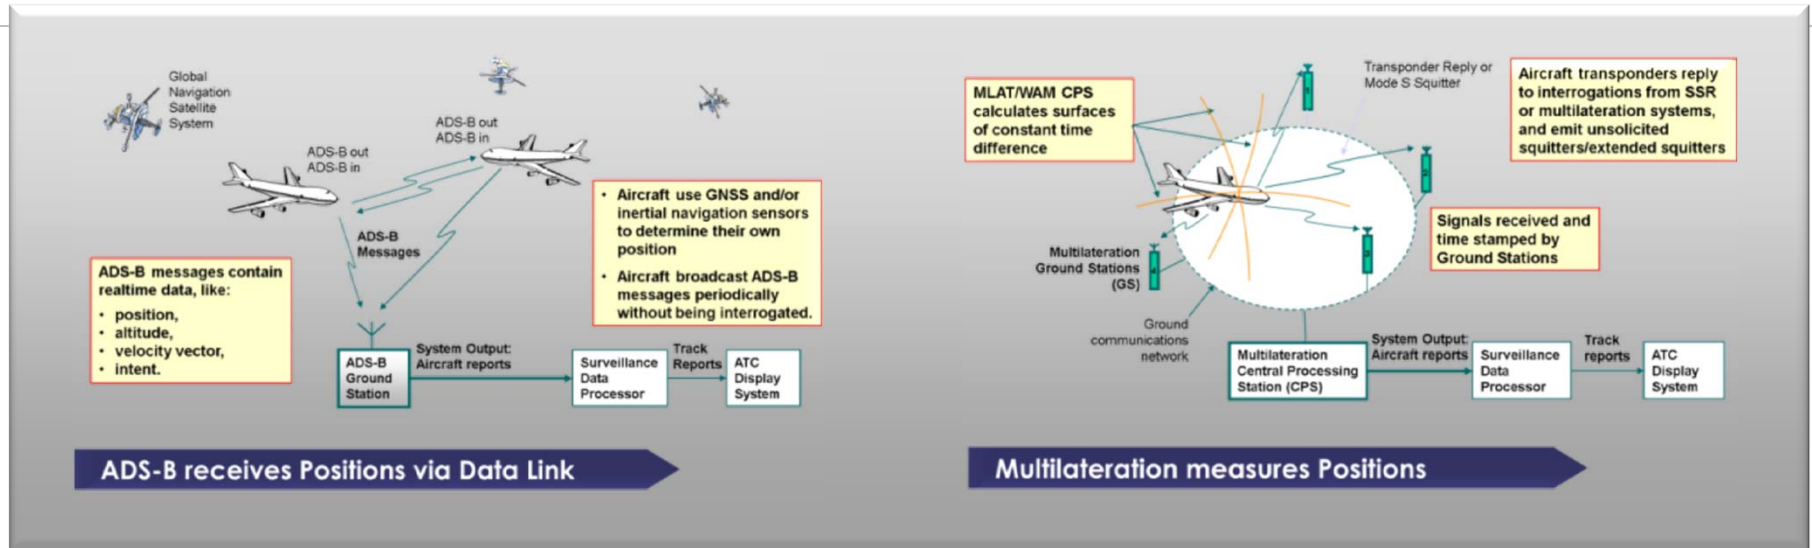 Global
Navigation
Satellite
System
ADS-B out
ADS-B in
ADS-B out
ADS-B in
ADS-B
Messages
ADS-B messages contain
realtime data, like:
• position,
• altitude,
• velocity vector,
• intent.
• Aircraft use GNSS and/or
inertial navigation sensors
to determine their own
position
• Aircraft broadcast ADS-B
messages periodically
without being interrogated.
ADS-B
Ground
Station
System Output:
Aircraft reports
Surveillance
Data
Processor
Track
Reports
ATC
Display
System
ADS-B receives Positions via Data Link
MLAT/WAM CPS
calculates surfaces
of constant time
difference
Transponder Reply or
Mode S Squitter
Aircraft transponders reply
to interrogations from SSR
or multilateration systems,
and emit unsolicited
squitters/extended squitters
1
2
3
4
Signals received and
time stamped by
Ground Stations
Multilateration
Ground Stations
(GS)
Ground
communications
network
Multilateration
Central Processing
Station (CPS)
System Output:
Aircraft reports
Surveillance
Data
Processor
Track
reports
ATC
Display
System
Multilateration measures Positions